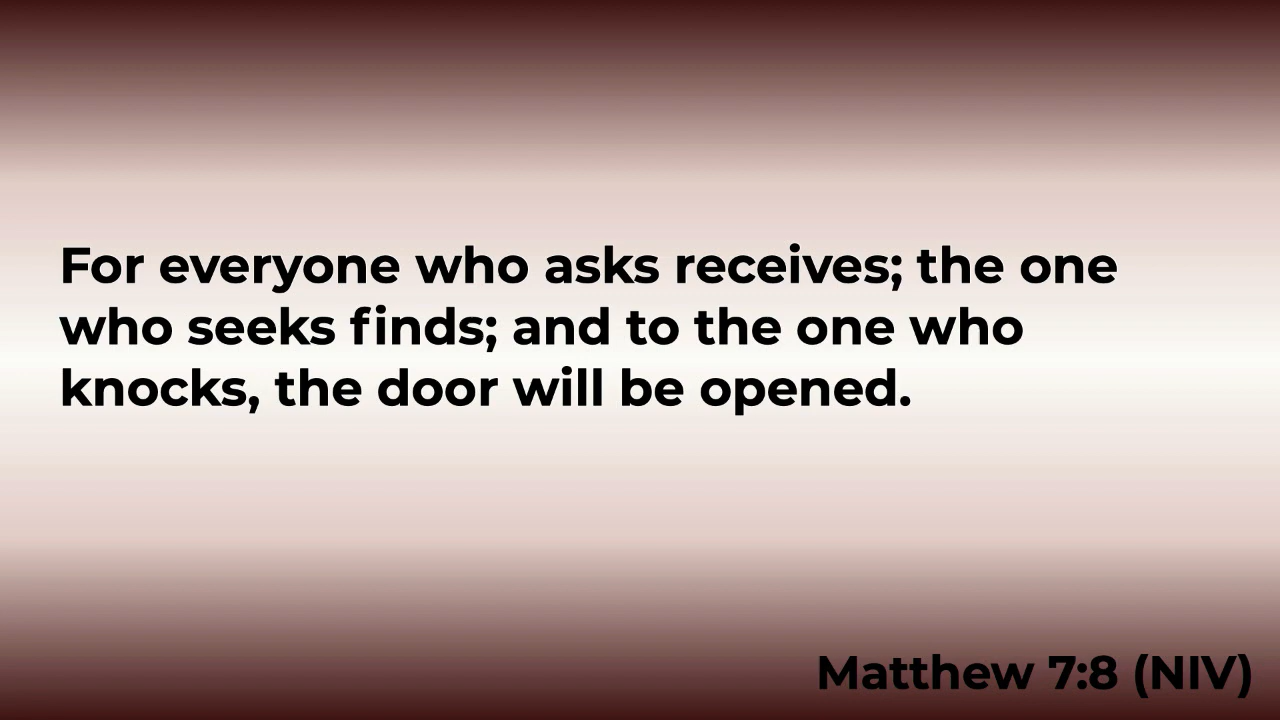 For everyone who asks receives; the one
who seeks finds; and to the one who
knocks, the door will be opened.
Matthew 7:8 (NIV)